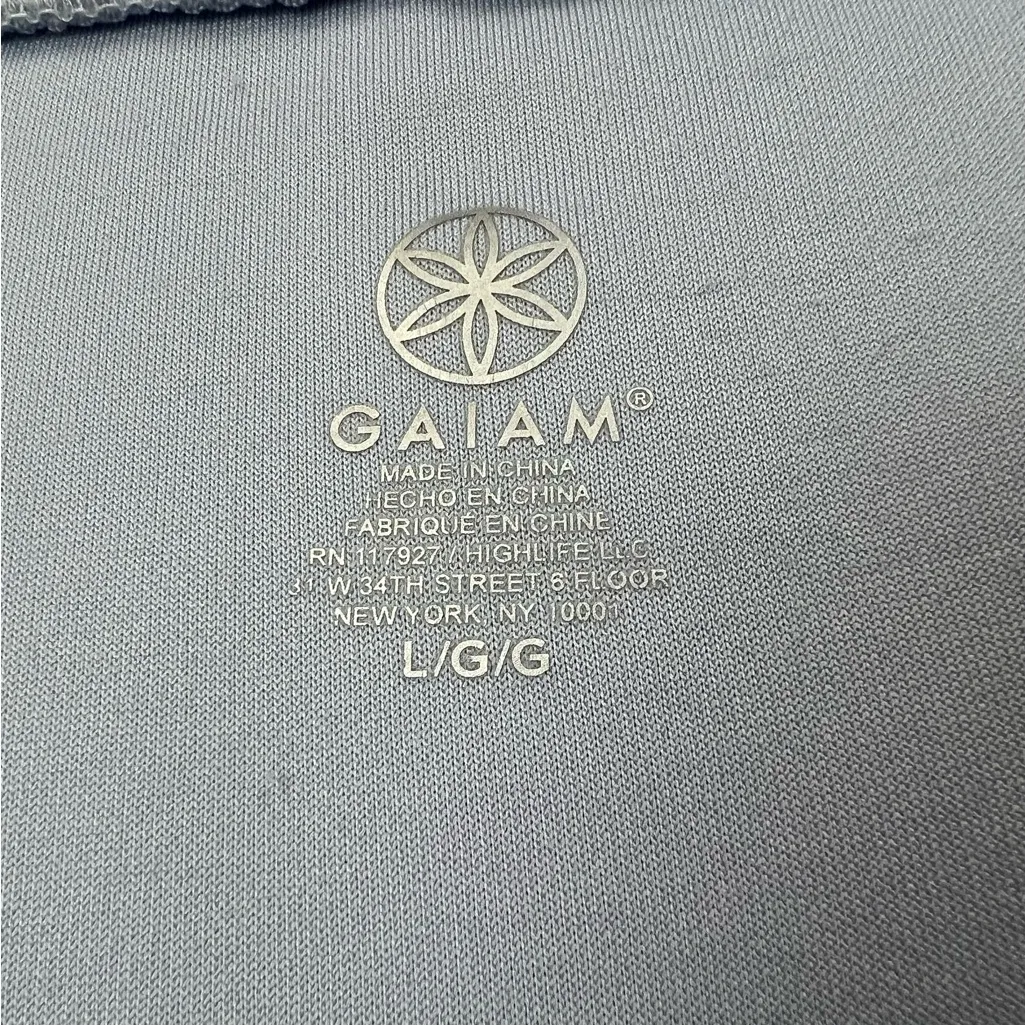 GAIAM®
MADE IN CHINA
HECHO EN CHINA
FABRIQUÉ EN CHINE
RN 117927 / HIGHLIFE LLC
31 W 34TH STREET 6 FLOOR
NEW YORK, NY 10001
L/G/G